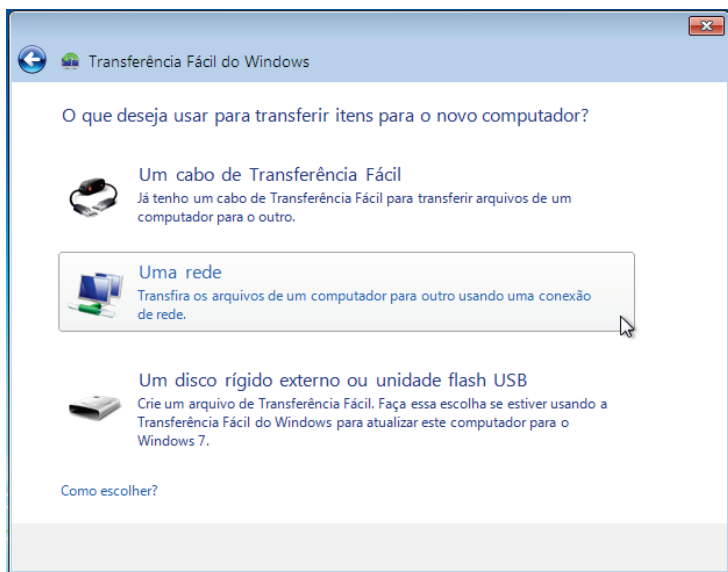 Transferência Fácil do Windows
O que deseja usar para transferir itens para o novo computador?
Um cabo de Transferência Fácil
Já tenho um cabo de Transferência Fácil para transferir arquivos de um
computador para o outro.
Uma rede
Transfira os arquivos de um computador para outro usando uma conexão
de rede.
Um disco rígido externo ou unidade flash USB
Crie um arquivo de Transferência Fácil. Faça essa escolha se estiver usando a
Transferência Fácil do Windows para atualizar este computador para o
Windows 7.
Como escolher?